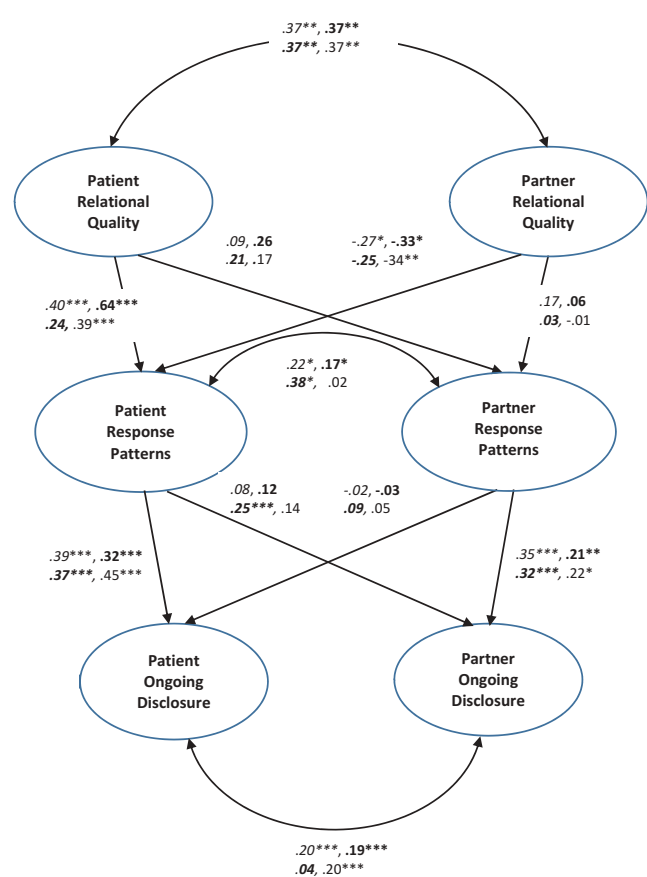 .37**, .37**
.37**, .37**
Patient
Relational
Quality
Partner
Relational
Quality
.09, .26
.21, .17
-.27*, -.33*
-.25, -34**
.40***, .64***
.24, .39***
.17, .06
.03, -.01
.22*, .17*
.38*, .02
Patient
Response
Patterns
Partner
Response
Patterns
.08, .12
.25***, .14
-.02, -.03
.09, .05
.39***, .32***
.37***, .45***
.35***, .21**
.32***, .22*
Patient
Ongoing
Disclosure
Partner
Ongoing
Disclosure
.20***, .19***
.04, .20***